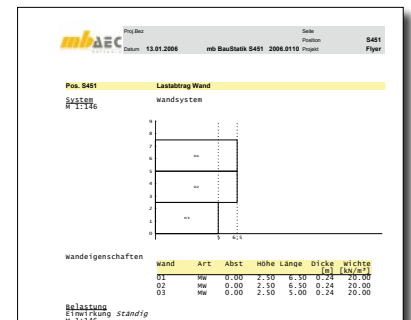 mbAEC
Proj.Bez Seite
Position S451
Datum 13.01.2006 mb BauStatik S451 2006.0110 Projekt Flyer
Pos. S451 Lastabtrag Wand
System Wandsystem
M 1:146
9
8
7
6
5
4
3
2
1
0
5 6,5
Wandeigenschaften
Wand Art Abst Höhe Länge Dicke Wichte
[m] [kN/m³]
01 MW 0.00 2.50 6.50 0.24 20.00
02 MW 0.00 2.50 6.50 0.24 20.00
03 MW 0.00 2.50 5.00 0.24 20.00
Belastung
Einwirkung Ständig
M 1:145